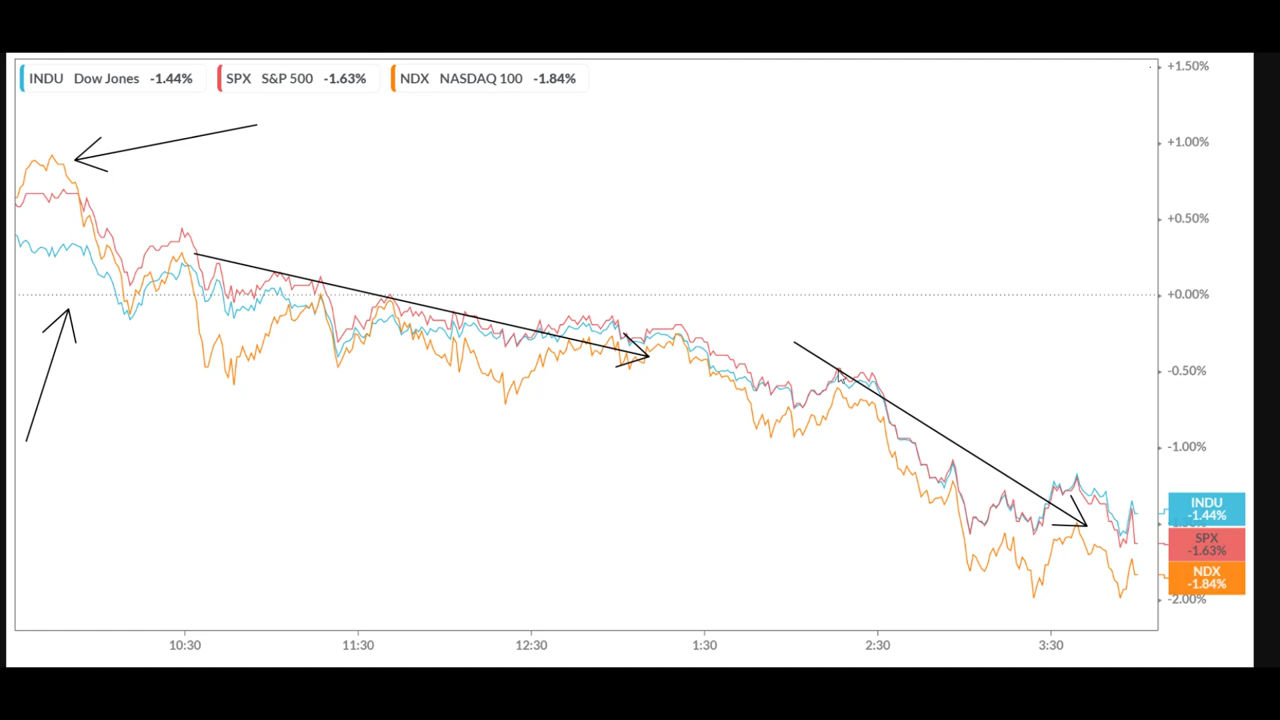 INDU Dow Jones -1.44% SPX S&P 500 -1.63% NDX NASDAQ 100 -1.84%
+1.50%
+1.00%
+0.50%
+0.00%
-0.50%
-1.00%
INDU
-1.44%
SPX
-1.63%
NDX
-1.84%
-2.00%
10:30 11:30 12:30 1:30 2:30 3:30